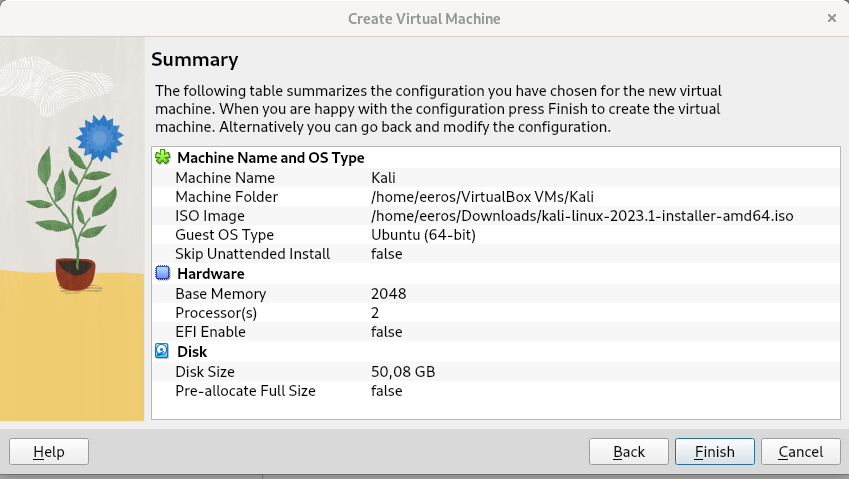 Create Virtual Machine
Summary
The following table summarizes the configuration you have chosen for the new virtual
machine. When you are happy with the configuration press Finish to create the virtual
machine. Alternatively you can go back and modify the configuration.
Machine Name and OS Type
Machine Name Kali
Machine Folder /home/eeros/VirtualBox VMs/Kali
ISO Image /home/eeros/Downloads/kali-linux-2023.1-installer-amd64.iso
Guest OS Type Ubuntu (64-bit)
Skip Unattended Install false
Hardware
Base Memory 2048
Processor(s) 2
EFI Enable false
Disk
Disk Size 50,08 GB
Pre-allocate Full Size false
Help Back Finish Cancel